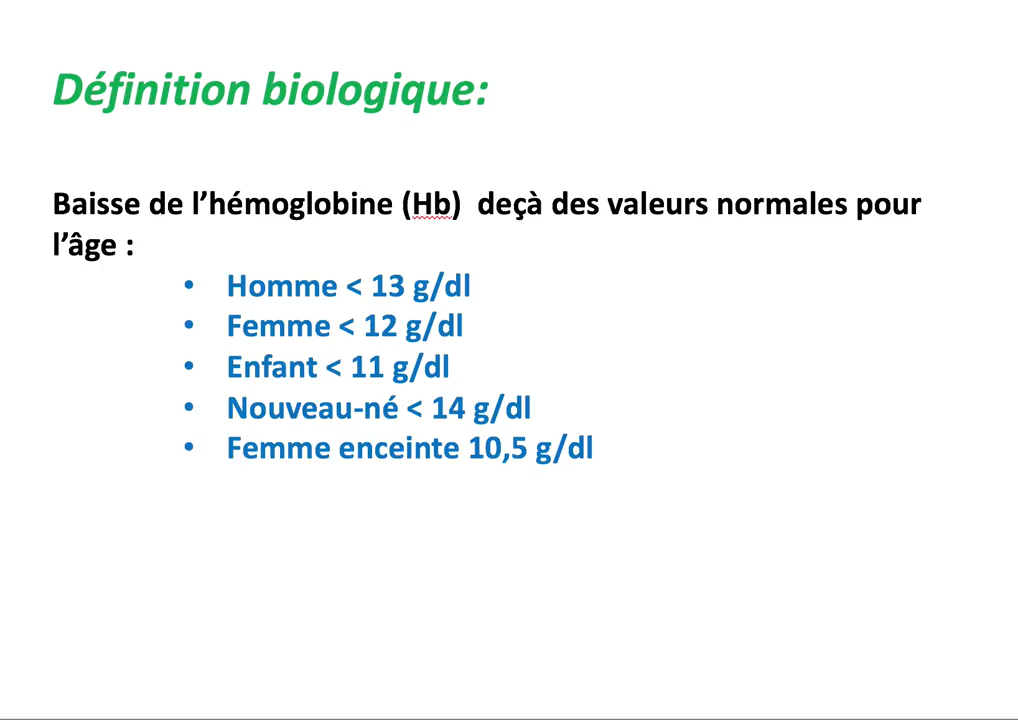 Définition biologique:
Baisse de l’hémoglobine (Hb)  deçà des valeurs normales pour
l’âge :
• Homme < 13 g/dl
• Femme < 12 g/dl
• Enfant < 11 g/dl
• Nouveau-né < 14 g/dl
• Femme enceinte 10,5 g/dl